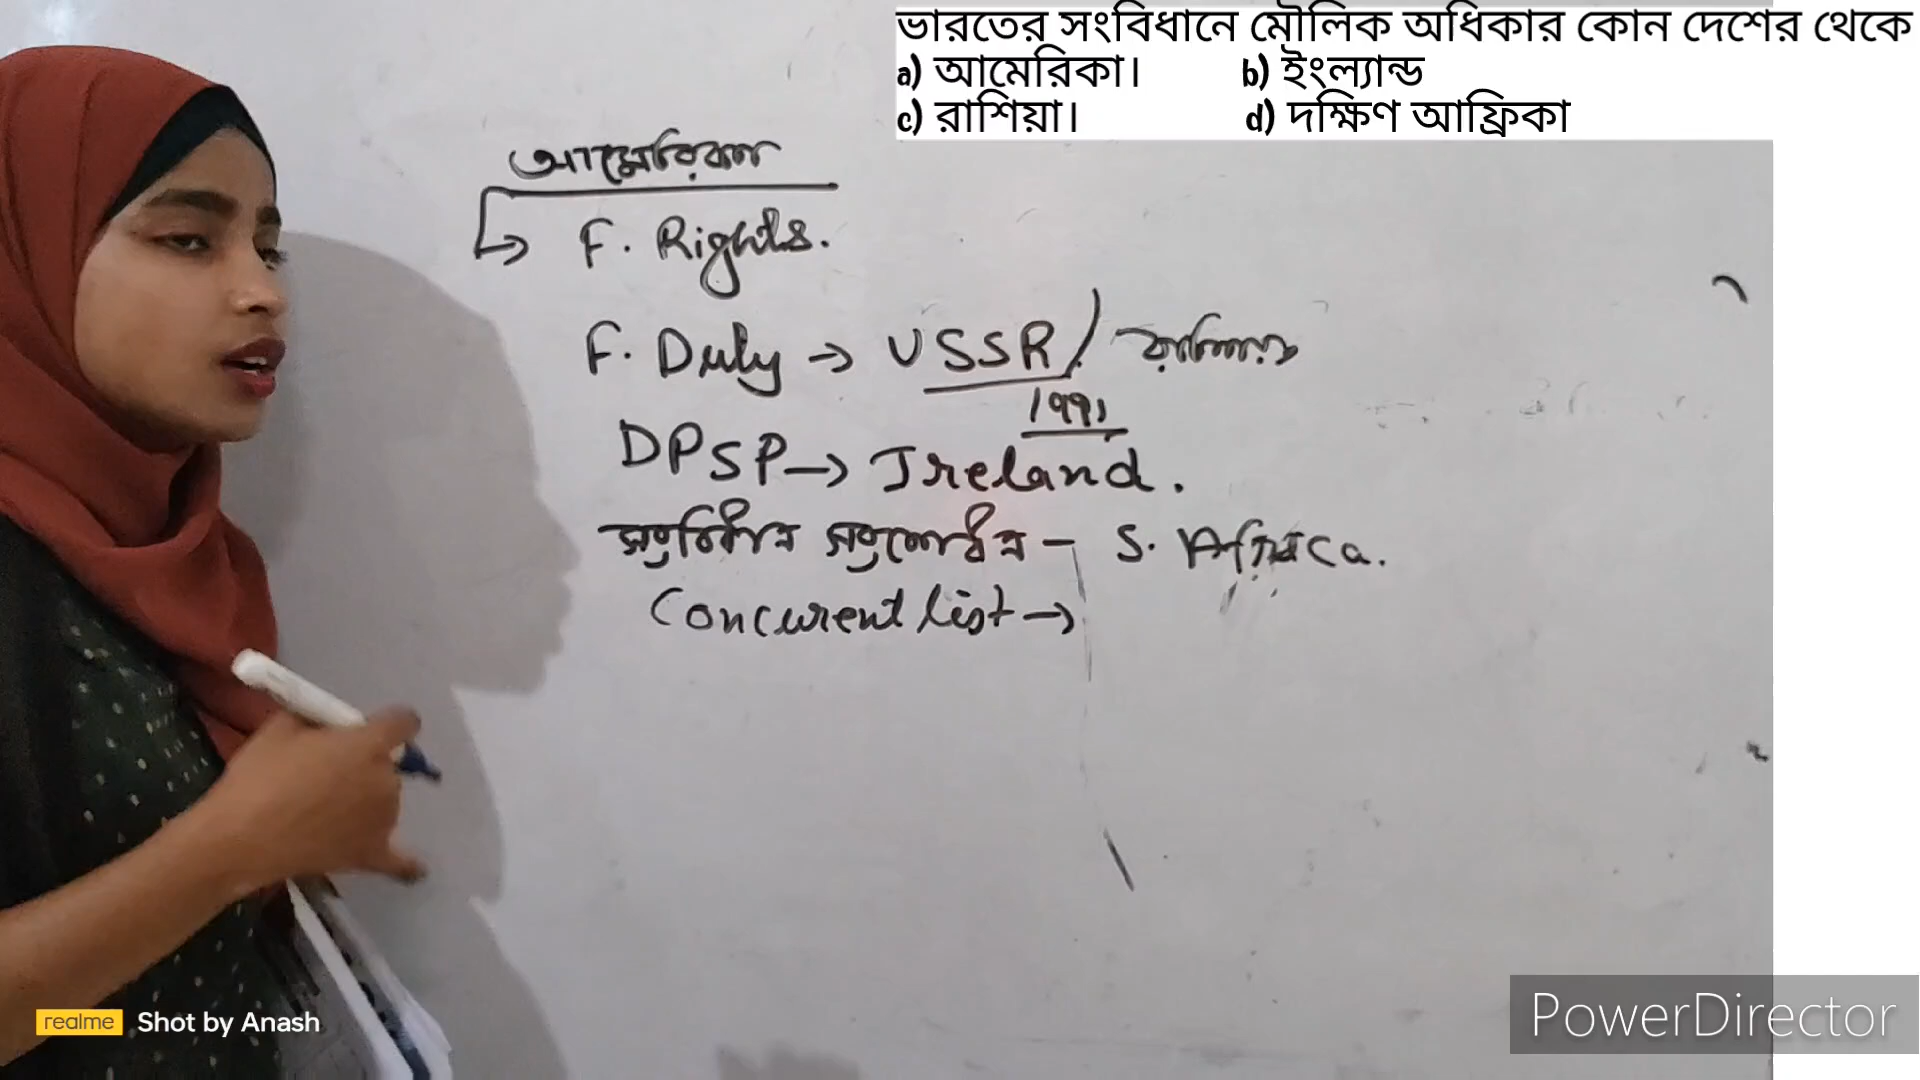 ভারতের সংবিধানে মৌলিক অধিকার কোন দেশের থেকে
a) আমেরিকা। b) ইংল্যান্ড
c) রাশিয়া। d) দক্ষিণ আফ্রিকা
আমেরিকা
→ F. Rights.
F. Duty → USSR / রাশিয়া
1991
DPSP → Ireland.
সংবিধান সংশোধন - S. Africa.
Concurent list →
realme Shot by Anash
PowerDirector